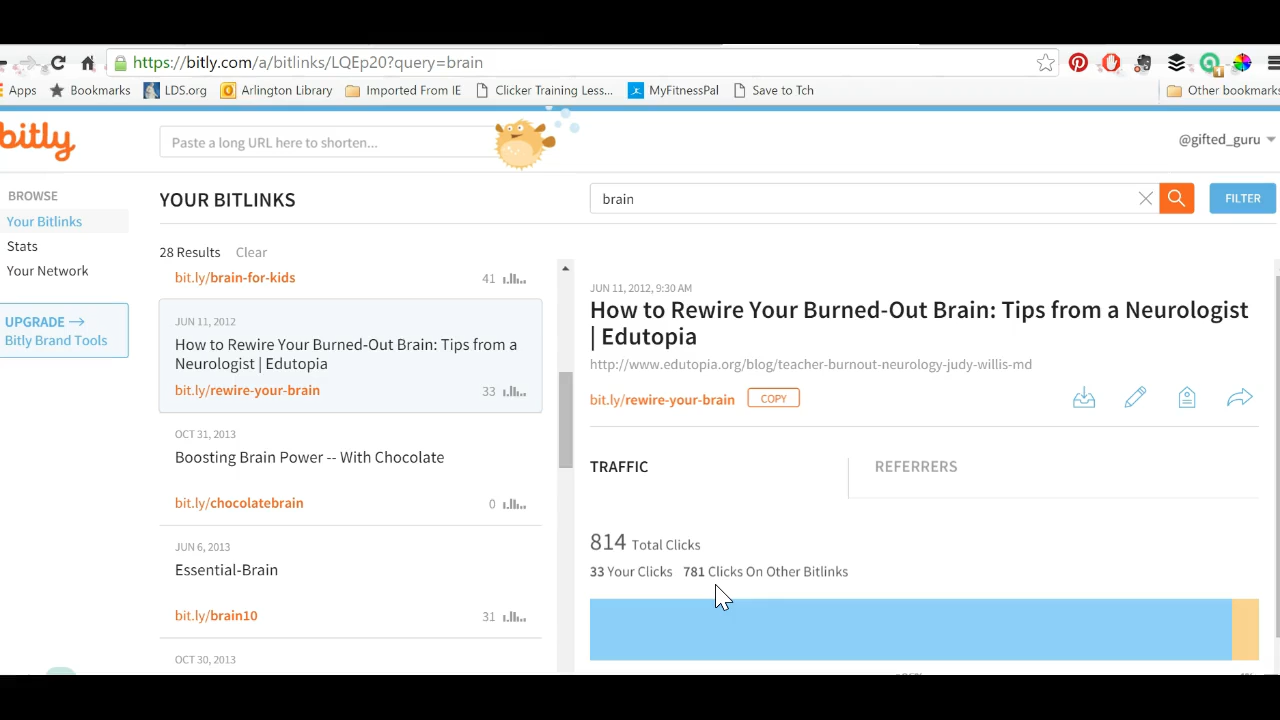 https://bitly.com/a/bitlinks/LQEp20?query=brain
Apps Bookmarks LDS.org Arlington Library Imported From IE Clicker Training Less... MyFitnessPal Save to Tch Other bookmarks
bitly
Paste a long URL here to shorten...
@gifted_guru
BROWSE
Your Bitlinks
Stats
Your Network
UPGRADE →
Bitly Brand Tools
YOUR BITLINKS
brain
FILTER
28 Results Clear
bit.ly/brain-for-kids 41
JUN 11, 2012
How to Rewire Your Burned-Out Brain: Tips from a
Neurologist | Edutopia
bit.ly/rewire-your-brain 33
OCT 31, 2013
Boosting Brain Power -- With Chocolate
bit.ly/chocolatebrain 0
JUN 6, 2013
Essential-Brain
bit.ly/brain10 31
OCT 30, 2013
JUN 11, 2012, 9:30 AM
How to Rewire Your Burned-Out Brain: Tips from a Neurologist
| Edutopia
http://www.edutopia.org/blog/teacher-burnout-neurology-judy-willis-md
bit.ly/rewire-your-brain COPY
TRAFFIC REFERRERS
814 Total Clicks
33 Your Clicks 781 Clicks On Other Bitlinks